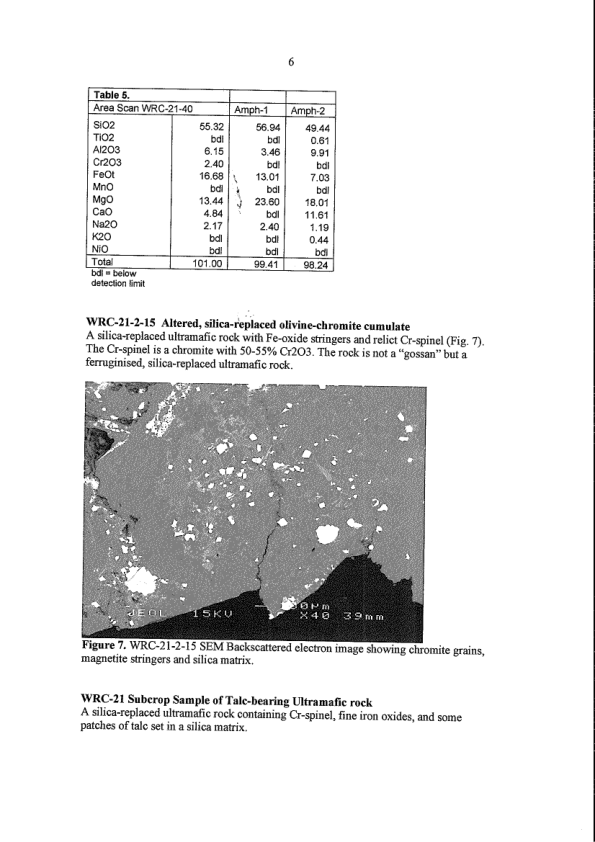 6
Table 5.
Area Scan WRC-21-40 Amph-1 Amph-2
SiO2 55.32 56.94 49.44
TiO2 bdl bdl 0.61
Al2O3 6.15 3.46 9.91
Cr2O3 2.40 bdl bdl
FeOt 16.68 13.01 7.03
MnO bdl bdl bdl
MgO 13.44 23.60 18.01
CaO 4.84 bdl 11.61
Na2O 2.17 2.40 1.19
K2O bdl bdl 0.44
NiO bdl bdl bdl
Total 101.00 99.41 98.24
bdl = below
detection limit
WRC-21-2-15 Altered, silica-replaced olivine-chromite cumulate
A silica-replaced ultramafic rock with Fe-oxide stringers and relict Cr-spinel (Fig. 7).
The Cr-spinel is a chromite with 50-55% Cr2O3. The rock is not a “gossan” but a
ferruginised, silica-replaced ultramafic rock.
JEOL 15KV X40 39mm
Figure 7. WRC-21-2-15 SEM Backscattered electron image showing chromite grains,
magnetite stringers and silica matrix.
WRC-21 Subcrop Sample of Talc-bearing Ultramafic rock
A silica-replaced ultramafic rock containing Cr-spinel, fine iron oxides, and some
patches of talc set in a silica matrix.